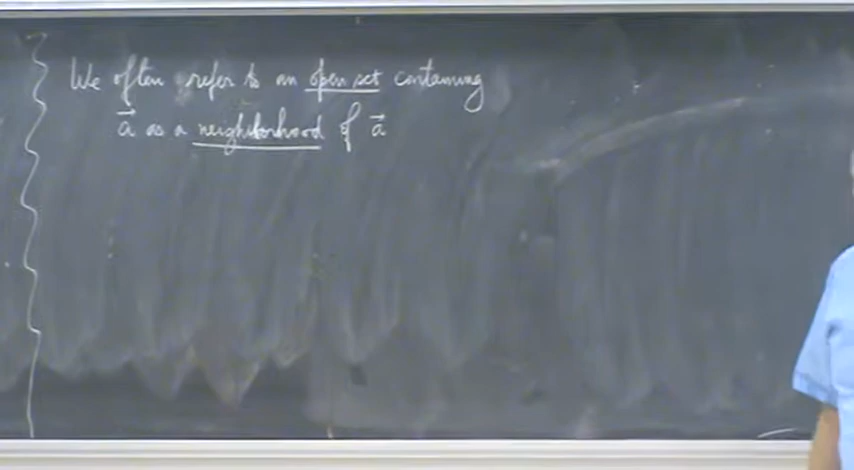 We often refer to an open set containing
a⃗ as a neighborhood of a⃗